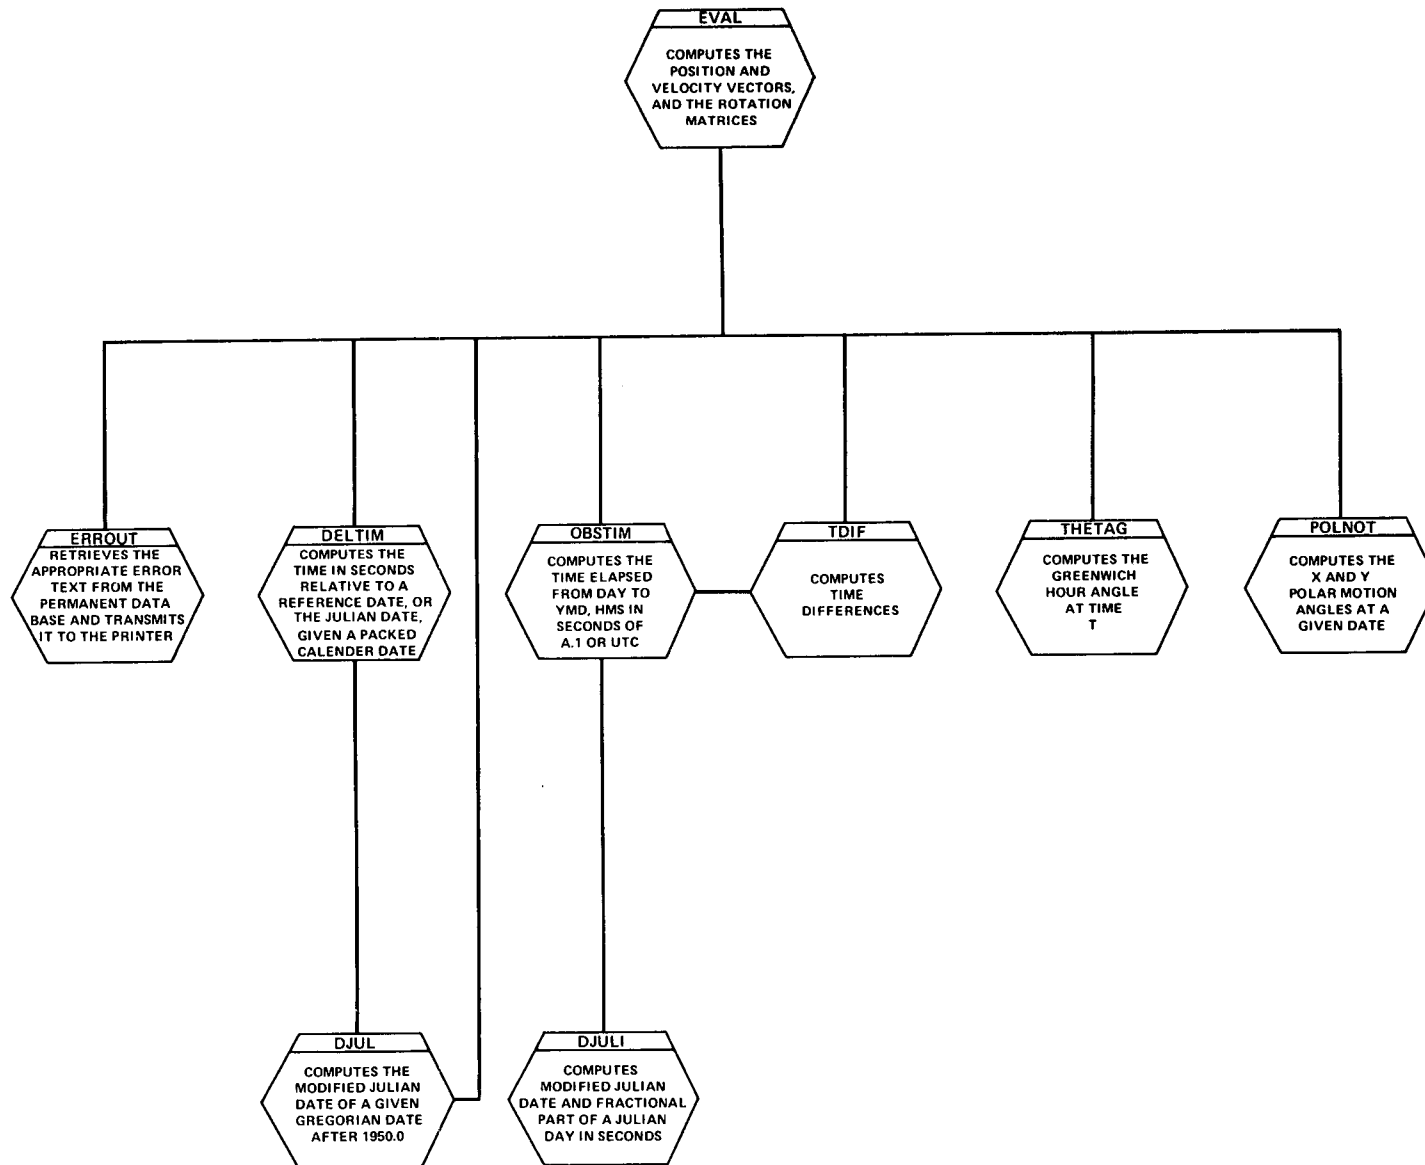 EVAL
COMPUTES THE
POSITION AND
VELOCITY VECTORS,
AND THE ROTATION
MATRICES
ERROUT
RETRIEVES THE
APPROPRIATE ERROR
TEXT FROM THE
PERMANENT DATA
BASE AND TRANSMITS
IT TO THE PRINTER
DELTIM
COMPUTES THE
TIME IN SECONDS
RELATIVE TO A
REFERENCE DATE, OR
THE JULIAN DATE,
GIVEN A PACKED
CALENDER DATE
OBSTIM
COMPUTES THE
TIME ELAPSED
FROM DAY TO
YMD, HMS IN
SECONDS OF
A.1 OR UTC
TDIF
COMPUTES
TIME
DIFFERENCES
THETAG
COMPUTES THE
GREENWICH
HOUR ANGLE
AT TIME
T
POLNOT
COMPUTES THE
X AND Y
POLAR MOTION
ANGLES AT A
GIVEN DATE
DJUL
COMPUTES THE
MODIFIED JULIAN
DATE OF A GIVEN
GREGORIAN DATE
AFTER 1950.0
DJULI
COMPUTES
MODIFIED JULIAN
DATE AND FRACTIONAL
PART OF A JULIAN
DAY IN SECONDS